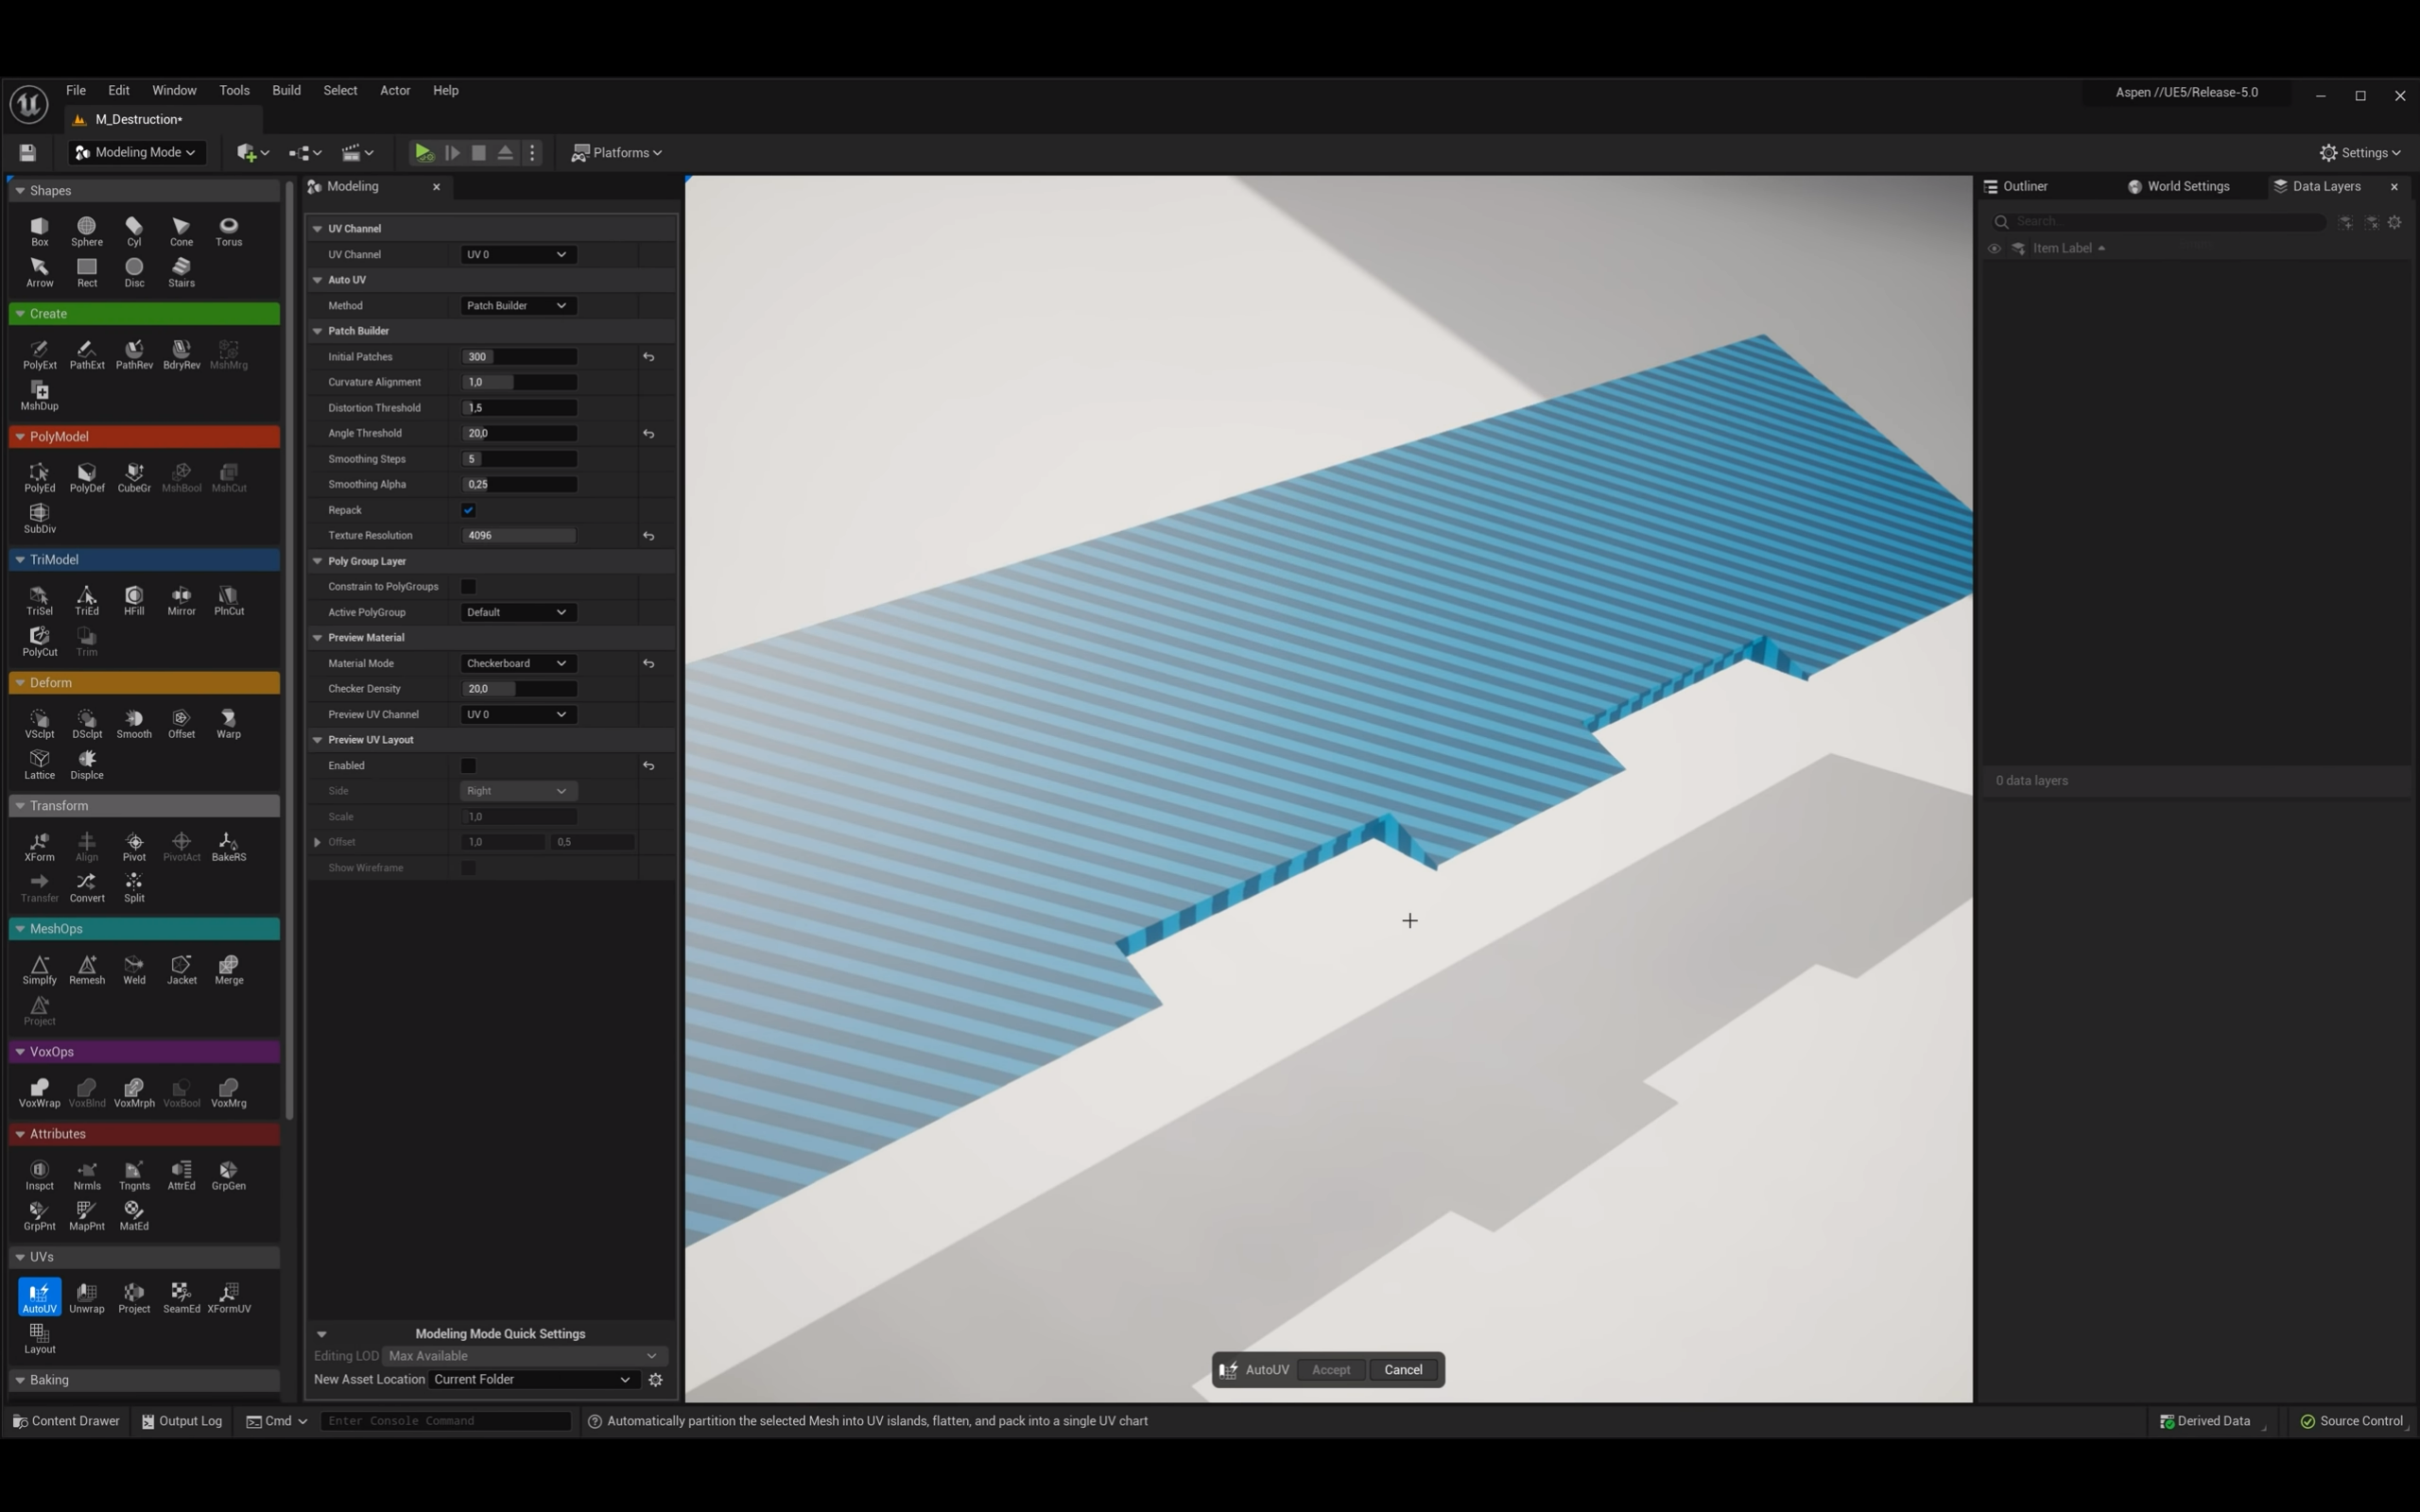 File Edit Window Tools Build Select Actor Help
Aspen //UE5/Release-5.0
M_Destruction*
Modeling Mode
Platforms
Settings
Shapes
Box Sphere Cyl Cone Torus
Arrow Rect Disc Stairs
Create
PolyExt PathExt PathRev BdryRev MshMrg
MshDup
PolyModel
PolyEd PolyDef CubeGr MshBool MshCut
SubDiv
TriModel
TriSel TriEd HFill Mirror PlnCut
PolyCut Trim
Deform
VSclpt DSclpt Smooth Offset Warp
Lattice Displce
Transform
XForm Align Pivot PivotAct BakeRS
Transfer Convert Split
MeshOps
Simplfy Remesh Weld Jacket Merge
Project
VoxOps
VoxWrap VoxBlnd VoxMrph VoxBool VoxMrg
Attributes
Inspct Nrmls Tngnts AttrEd GrpGen
GrpPnt MapPnt MatEd
UVs
AutoUV Unwrap Project SeamEd XFormUV
Layout
Baking
Modeling
UV Channel
UV Channel UV 0
Auto UV
Method Patch Builder
Patch Builder
Initial Patches 300
Curvature Alignment 1,0
Distortion Threshold 1,5
Angle Threshold 20,0
Smoothing Steps 5
Smoothing Alpha 0,25
Repack
Texture Resolution 4096
Poly Group Layer
Constrain to PolyGroups
Active PolyGroup Default
Preview Material
Material Mode Checkerboard
Checker Density 20,0
Preview UV Channel UV 0
Preview UV Layout
Enabled
Side Right
Scale 1,0
Offset 1,0 0,5
Show Wireframe
Modeling Mode Quick Settings
Editing LOD Max Available
New Asset Location Current Folder
AutoUV Accept Cancel
Outliner World Settings Data Layers
Search...
Item Label
0 data layers
Content Drawer Output Log Cmd Enter Console Command Automatically partition the selected Mesh into UV islands, flatten, and pack into a single UV chart Derived Data Source Control